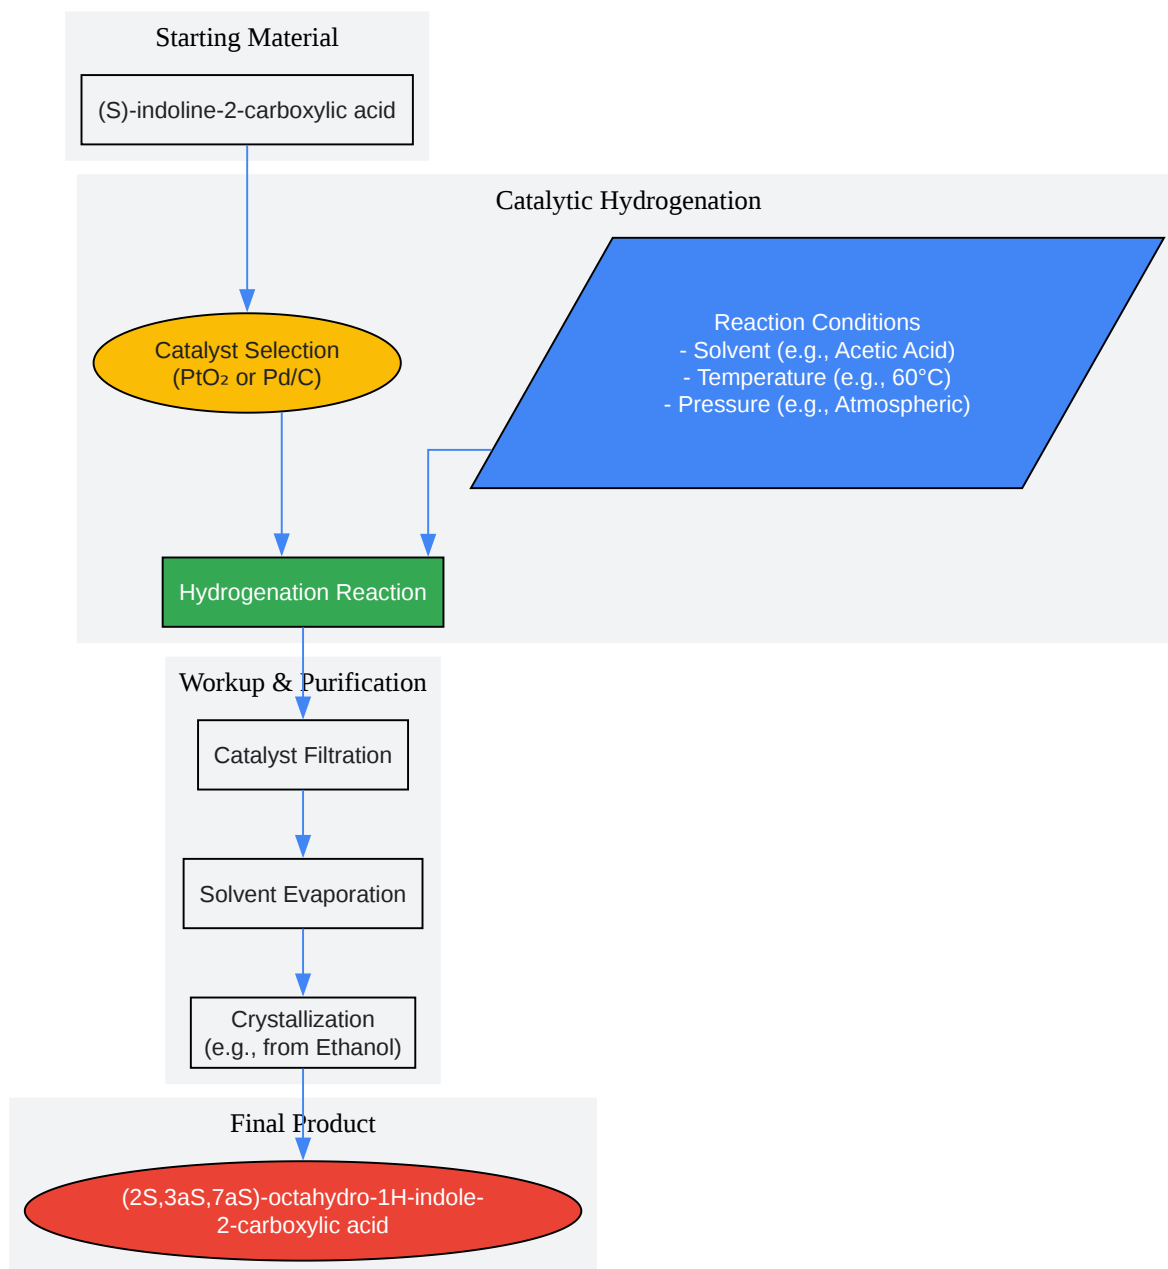 Starting Material
(S)-indoline-2-carboxylic acid
Catalytic Hydrogenation
Reaction Conditions
- Solvent (e.g., Acetic Acid)
- Temperature (e.g., 60°C)
- Pressure (e.g., Atmospheric)
Catalyst Selection
(PtO₂ or Pd/C)
Hydrogenation Reaction
Workup & Purification
Catalyst Filtration
Solvent Evaporation
Crystallization
(e.g., from Ethanol)
Final Product
(2S,3aS,7aS)-octahydro-1H-indole-
2-carboxylic acid